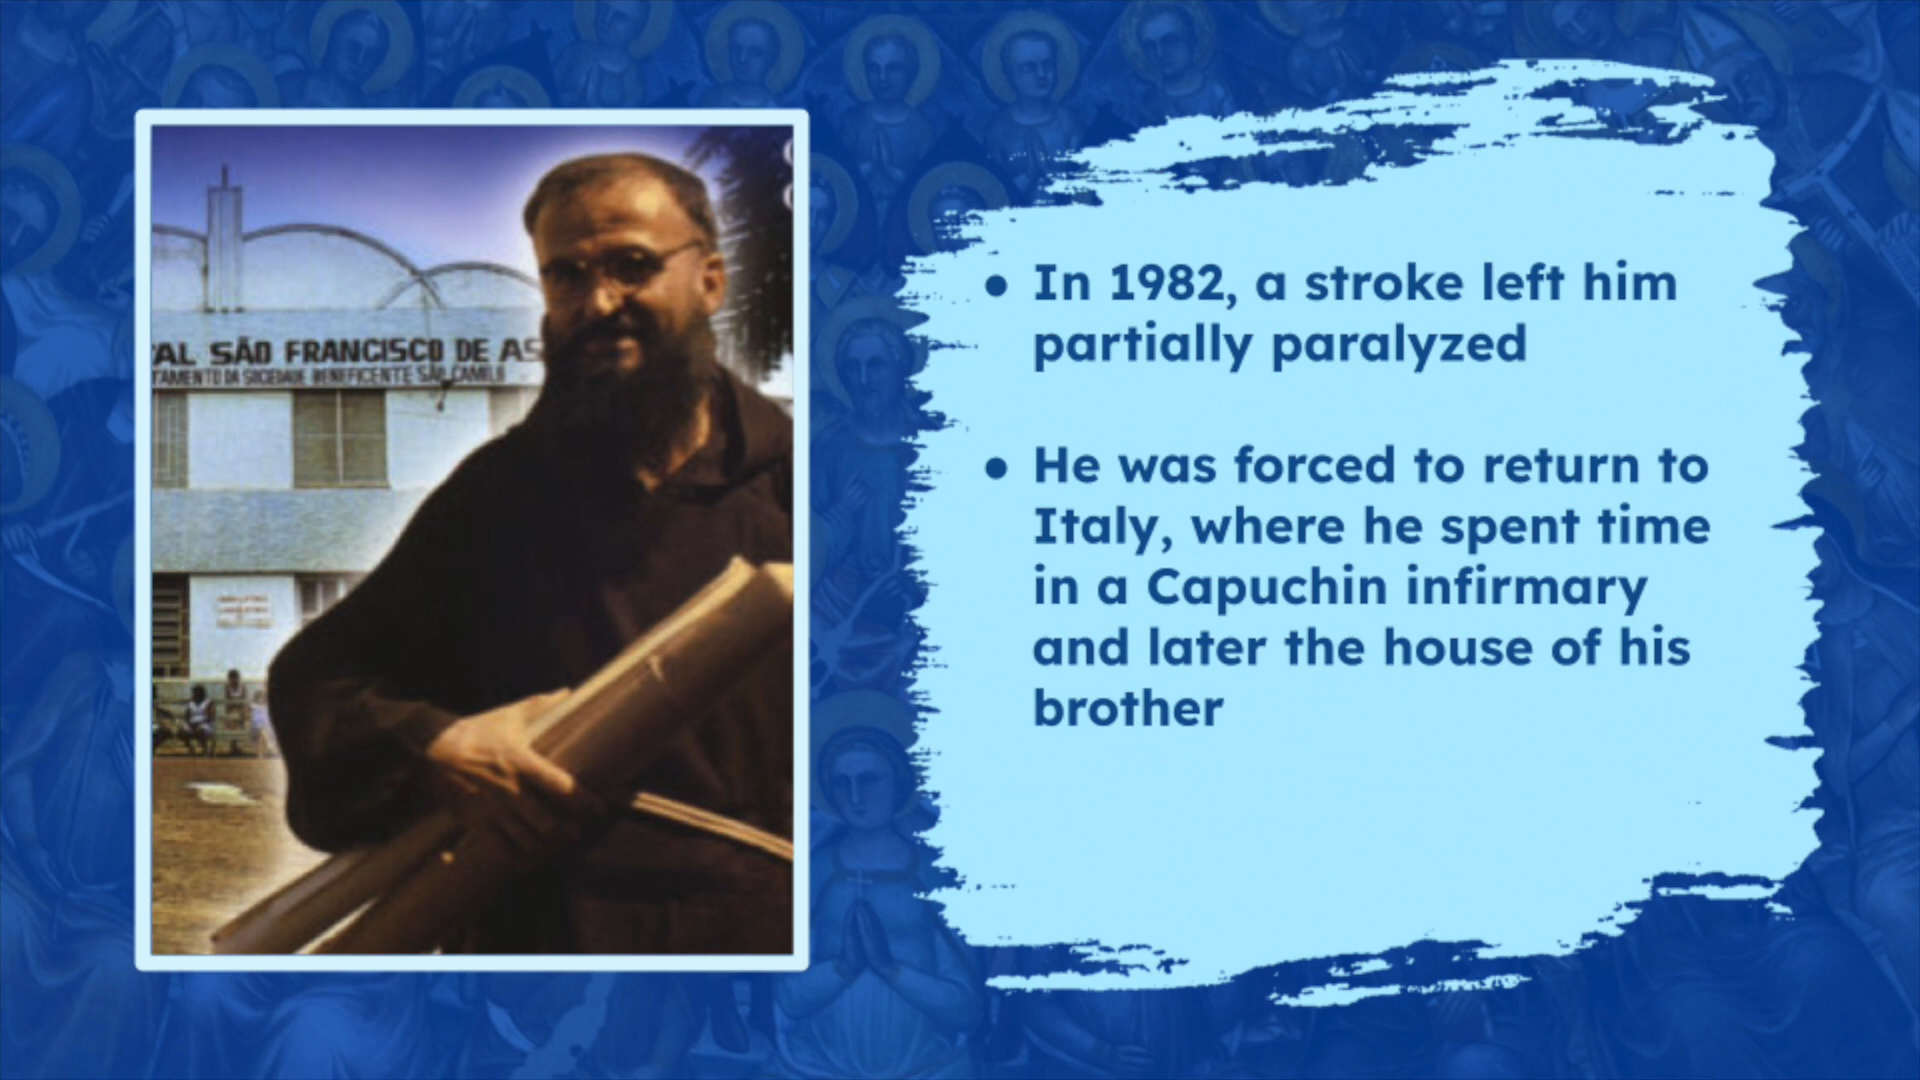 AL SÃO FRANCISCO DE AS
TAMENTO DA SOCIEDADE BENEFICENTE SÃO CAMILO
• In 1982, a stroke left him
partially paralyzed
• He was forced to return to
Italy, where he spent time
in a Capuchin infirmary
and later the house of his
brother